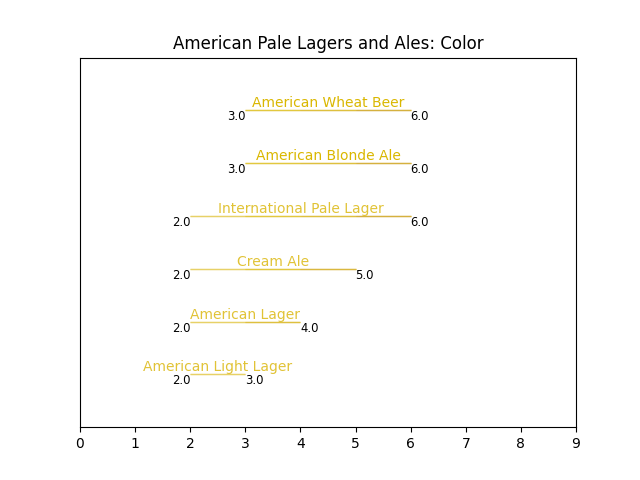 American Pale Lagers and Ales: Color
American Wheat Beer
3.0 6.0
American Blonde Ale
3.0 6.0
International Pale Lager
2.0 6.0
Cream Ale
2.0 5.0
American Lager
2.0 4.0
American Light Lager
2.0 3.0
0 1 2 3 4 5 6 7 8 9